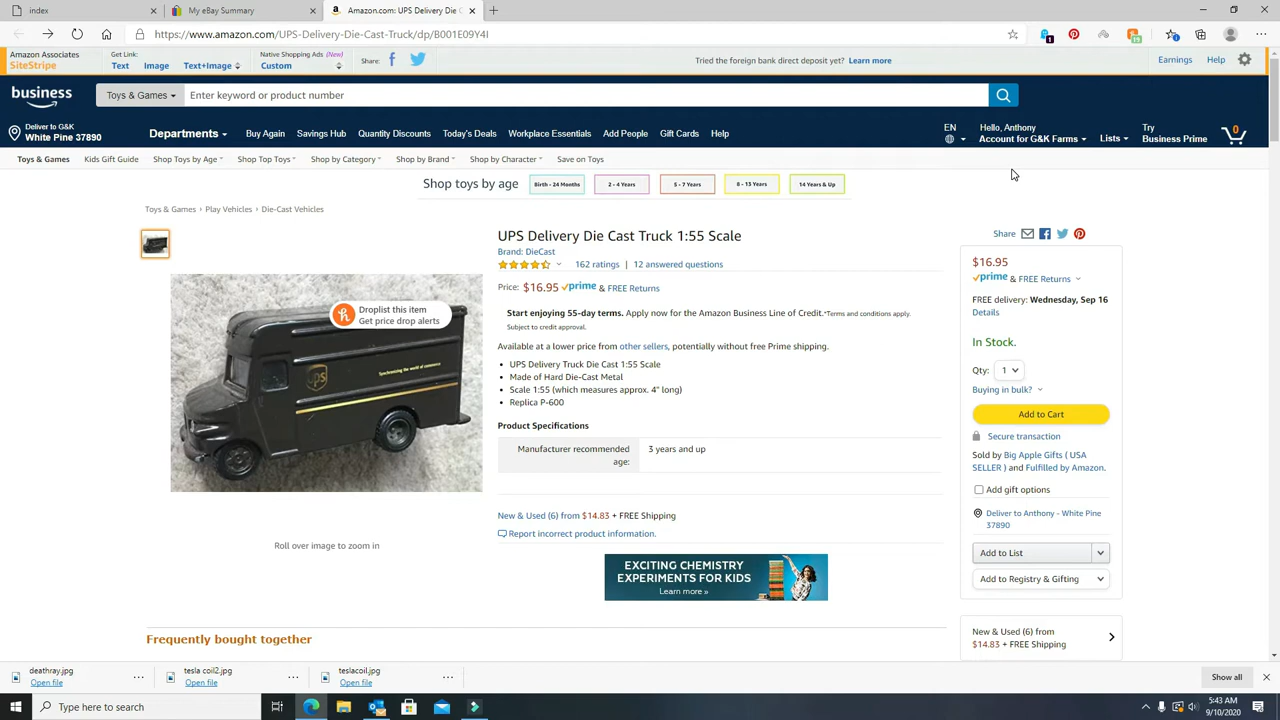 index
My eBay Summary
Amazon.com: UPS Delivery Die C
https://www.amazon.com/UPS-Delivery-Die-Cast-Truck/dp/B001E09Y4I
Amazon Associates
SiteStripe
Get Link:
Text Image Text+Image
Native Shopping Ads (New)
Custom
Share:
Tried the foreign bank direct deposit yet? Learn more
Earnings Help
business
Toys & Games
Enter keyword or product number
Deliver to G&K
White Pine 37890
Departments
Buy Again Savings Hub Quantity Discounts Today's Deals Workplace Essentials Add People Gift Cards Help
EN
Hello, Anthony
Account for G&K Farms
Lists
Try
Business Prime
0
Toys & Games Kids Gift Guide Shop Toys by Age Shop Top Toys Shop by Category Shop by Brand Shop by Character Save on Toys
Shop toys by age
Birth - 24 Months
2 - 4 Years
5 - 7 Years
8 - 13 Years
14 Years & Up
Toys & Games › Play Vehicles › Die-Cast Vehicles
Droplist this item
Get price drop alerts
ups
Synchronizing the world of commerce
Roll over image to zoom in
UPS Delivery Die Cast Truck 1:55 Scale
Brand: DieCast
162 ratings | 12 answered questions
Price: $16.95 prime & FREE Returns
Start enjoying 55-day terms. Apply now for the Amazon Business Line of Credit.*Terms and conditions apply.
Subject to credit approval.
Available at a lower price from other sellers, potentially without free Prime shipping.
• UPS Delivery Truck Die Cast 1:55 Scale
• Made of Hard Die-Cast Metal
• Scale 1:55 (which measures approx. 4" long)
• Replica P-600
Product Specifications
Manufacturer recommended
age:
3 years and up
New & Used (6) from $14.83 + FREE Shipping
Report incorrect product information.
EXCITING CHEMISTRY
EXPERIMENTS FOR KIDS
Learn more »
Frequently bought together
Share
$16.95
prime & FREE Returns
FREE delivery: Wednesday, Sep 16
Details
In Stock.
Qty: 1
Buying in bulk?
Add to Cart
Secure transaction
Sold by Big Apple Gifts ( USA
SELLER ) and Fulfilled by Amazon.
Add gift options
Deliver to Anthony - White Pine
37890
Add to List
Add to Registry & Gifting
New & Used (6) from
$14.83 + FREE Shipping
deathray.jpg
Open file
tesla coil2.jpg
Open file
teslacoil.jpg
Open file
Show all
Type here to search
5:43 AM
9/10/2020